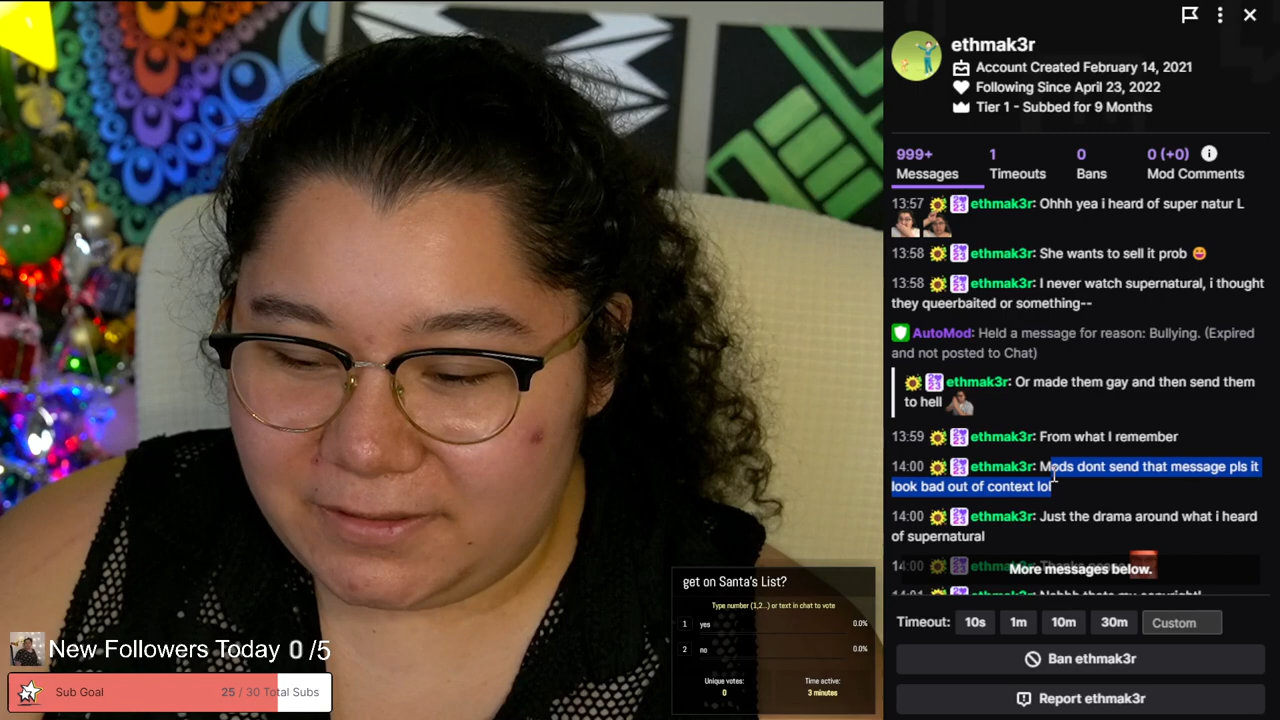 ethmak3r
Account Created February 14, 2021
Following Since April 23, 2022
Tier 1 - Subbed for 9 Months
999+ 1 0 0 (+0)
Messages Timeouts Bans Mod Comments
13:57 ethmak3r: Ohhh yea i heard of super natur L
13:58 ethmak3r: She wants to sell it prob
13:58 ethmak3r: I never watch supernatural, i thought
they queerbaited or something--
AutoMod: Held a message for reason: Bullying. (Expired
and not posted to Chat)
ethmak3r: Or made them gay and then send them
to hell
13:59 ethmak3r: From what I remember
14:00 ethmak3r: Mods dont send that message pls it
look bad out of context lol
14:00 ethmak3r: Just the drama around what i heard
of supernatural
14:00 ethmak3r:
More messages below.
Timeout: 10s 1m 10m 30m Custom
Ban ethmak3r
Report ethmak3r
get on Santa's List?
Type number (1,2...) or text in chat to vote
1 yes 0.0%
2 no 0.0%
Unique votes: Time active:
0 3 minutes
New Followers Today 0 /5
Sub Goal 25 / 30 Total Subs